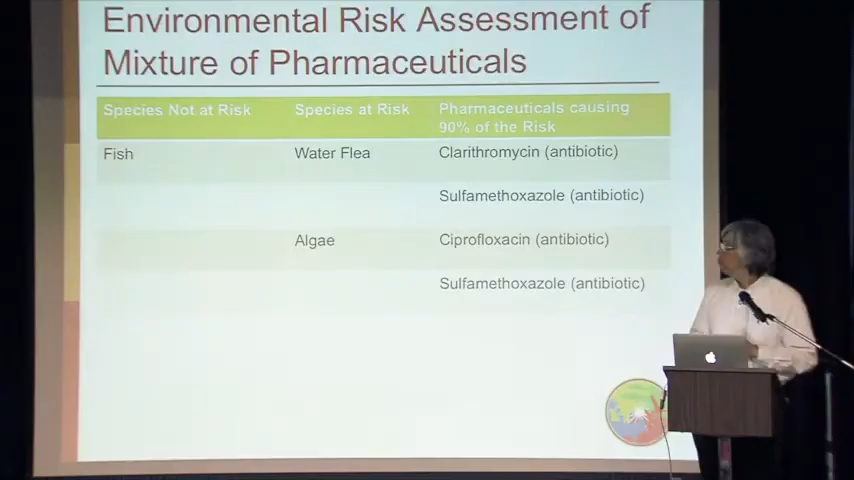 Environmental Risk Assessment of
Mixture of Pharmaceuticals
Species Not at Risk Species at Risk Pharmaceuticals causing
90% of the Risk
Fish Water Flea Clarithromycin (antibiotic)
Sulfamethoxazole (antibiotic)
Algae Ciprofloxacin (antibiotic)
Sulfamethoxazole (antibiotic)